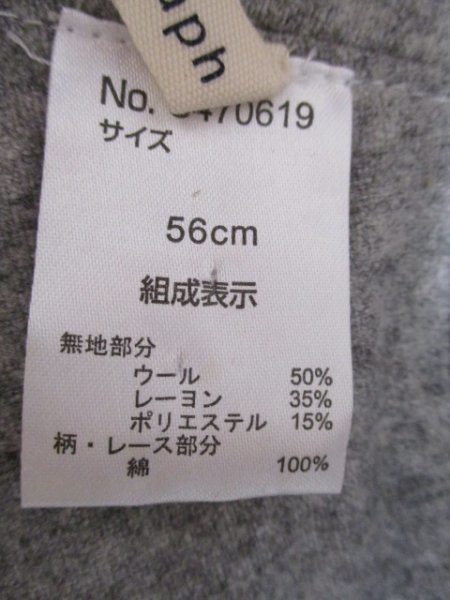 aph
No. 3470619
サイズ
56cm
組成表示
無地部分
ウール 50%
レーヨン 35%
ポリエステル 15%
柄・レース部分
綿 100%